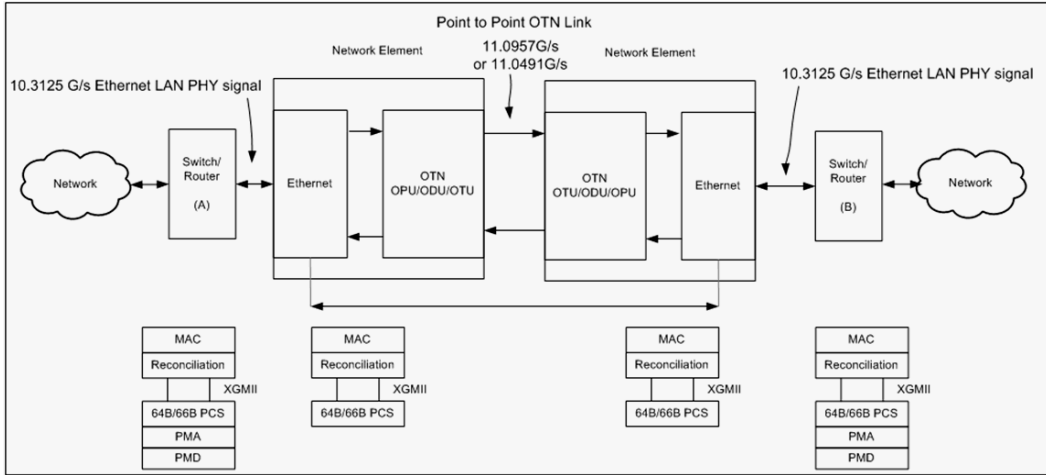 Point to Point OTN Link
Network Element
11.0957G/s
or 11.0491G/s
Network Element
10.3125 G/s Ethernet LAN PHY signal
10.3125 G/s Ethernet LAN PHY signal
Network
Switch/
Router
(A)
Ethernet
OTN
OPU/ODU/OTU
OTN
OTU/ODU/OPU
Ethernet
Switch/
Router
(B)
Network
MAC
Reconciliation
XGMII
64B/66B PCS
PMA
PMD
MAC
Reconciliation
XGMII
64B/66B PCS
MAC
Reconciliation
XGMII
64B/66B PCS
MAC
Reconciliation
XGMII
64B/66B PCS
PMA
PMD